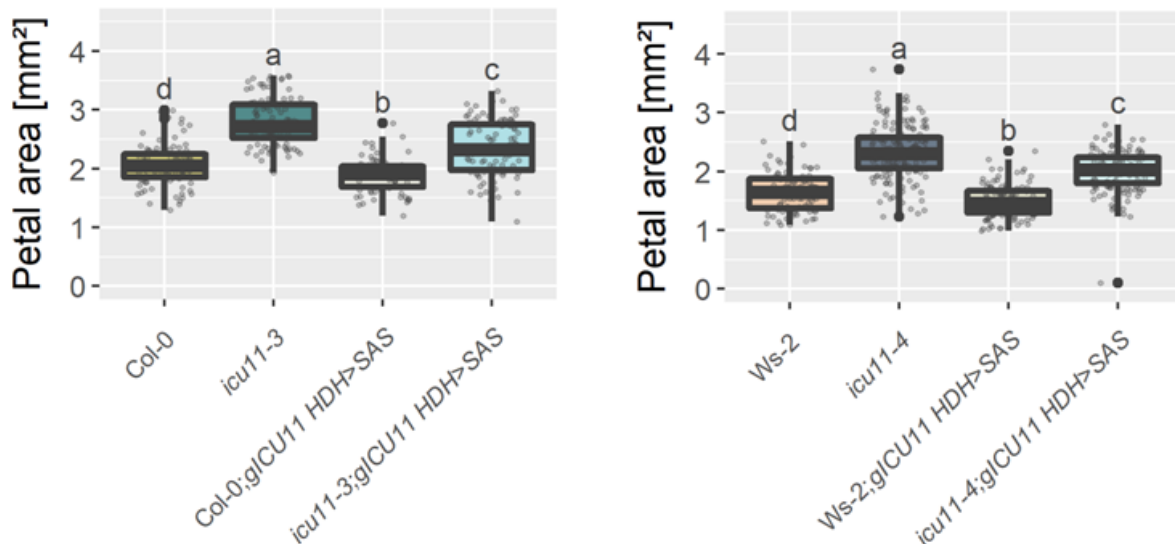 Petal area [mm²]
4
3
2
1
0
d
a
b
c
Col-0
icu11-3
Col-0;gICU11 HDH>SAS
icu11-3;gICU11 HDH>SAS
Petal area [mm²]
4
3
2
1
0
d
a
b
c
Ws-2
icu11-4
Ws-2;gICU11 HDH>SAS
icu11-4;gICU11 HDH>SAS